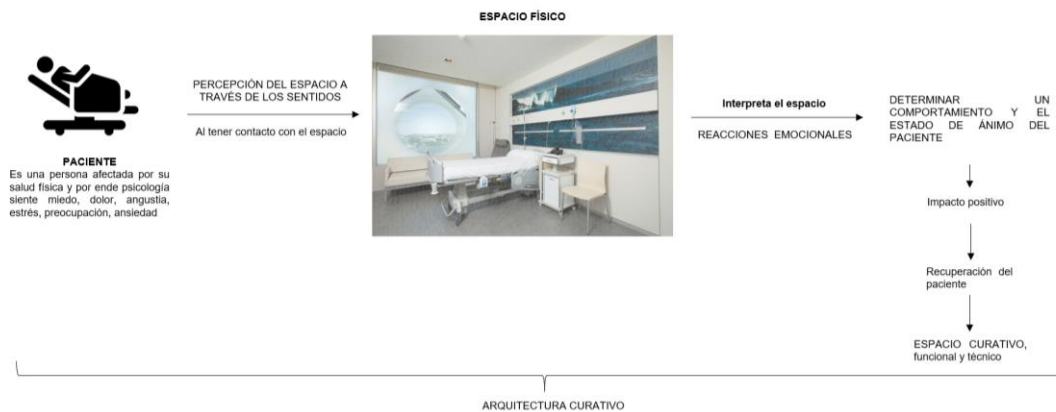 ESPACIO FÍSICO
PERCEPCIÓN DEL ESPACIO A
TRAVÉS DE LOS SENTIDOS
Al tener contacto con el espacio
PACIENTE
Es una persona afectada por su
salud física y por ende psicología
siente miedo, dolor, angustia,
estrés, preocupación, ansiedad
Interpreta el espacio
REACCIONES EMOCIONALES
DETERMINAR UN
COMPORTAMIENTO Y EL
ESTADO DE ÁNIMO DEL
PACIENTE
Impacto positivo
Recuperación del
paciente
ESPACIO CURATIVO,
funcional y técnico
ARQUITECTURA CURATIVO